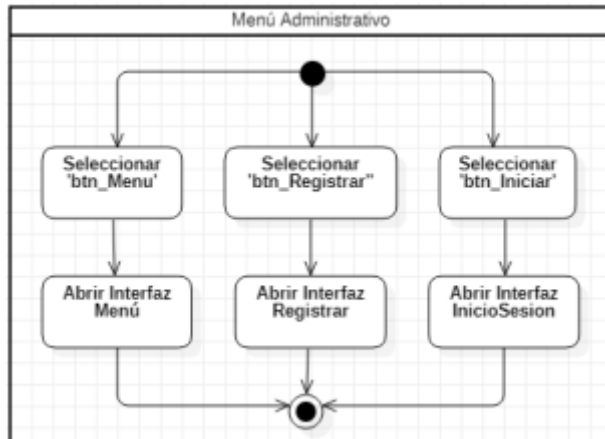 Menú Administrativo
Seleccionar
'btn_Menu'
Seleccionar
'btn_Registrar"
Seleccionar
'btn_Iniciar'
Abrir Interfaz
Menú
Abrir Interfaz
Registrar
Abrir Interfaz
InicioSesion